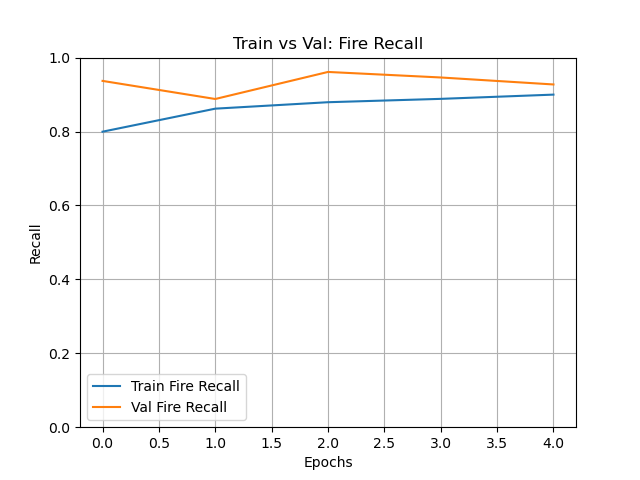 Train vs Val: Fire Recall
1.0
0.8
0.6
0.4
0.2
0.0
Recall
Train Fire Recall
Val Fire Recall
0.0 0.5 1.0 1.5 2.0 2.5 3.0 3.5 4.0
Epochs